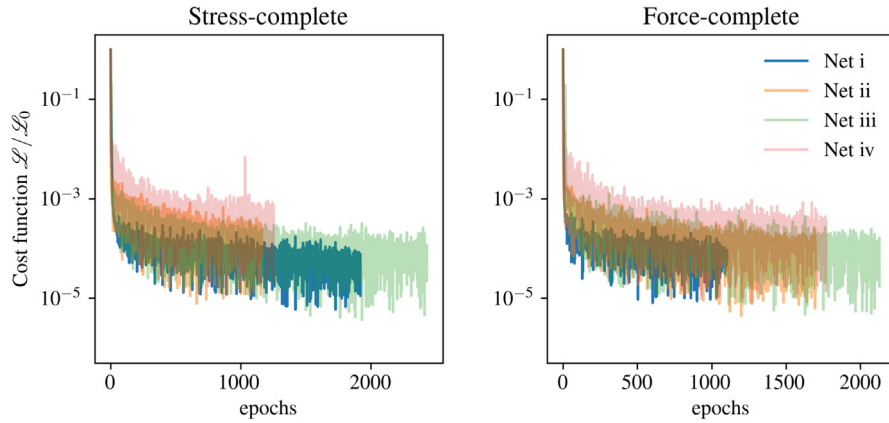 Stress-complete
Force-complete
Cost function ℒ/ℒ₀
10⁻¹
10⁻³
10⁻⁵
0
1000
2000
epochs
10⁻¹
10⁻³
10⁻⁵
0
500
1000
1500
2000
epochs
Net i
Net ii
Net iii
Net iv